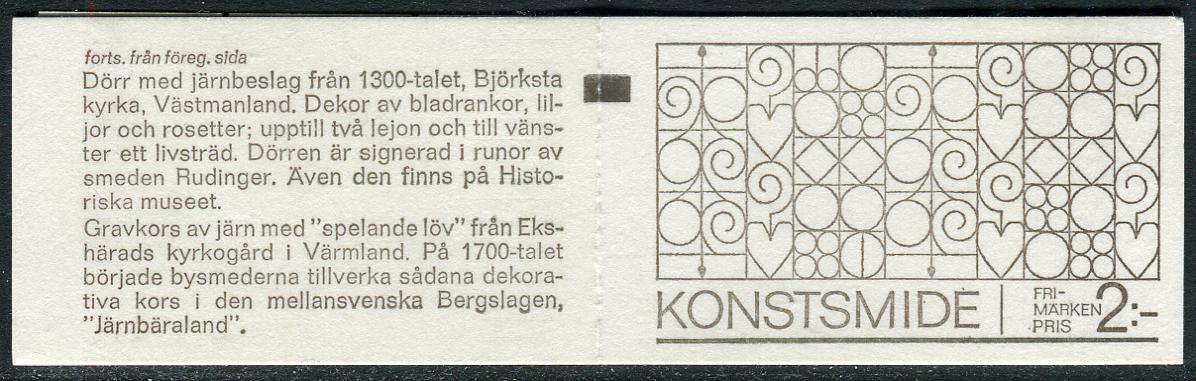 forts. från föreg. sida
Dörr med järnbeslag från 1300-talet, Björksta
kyrka, Västmanland. Dekor av bladrankor, lil-
jor och rosetter; upptill två lejon och till väns-
ter ett livsträd. Dörren är signerad i runor av
smeden Rudinger. Även den finns på Histo-
riska museet.
Gravkors av järn med "spelande löv" från Eks-
härads kyrkogård i Värmland. På 1700-talet
började bysmederna tillverka sådana dekora-
tiva kors i den mellansvenska Bergslagen,
"Järnbäraland".
KONSTSMIDE
FRI-
MÄRKEN
PRIS
2:-